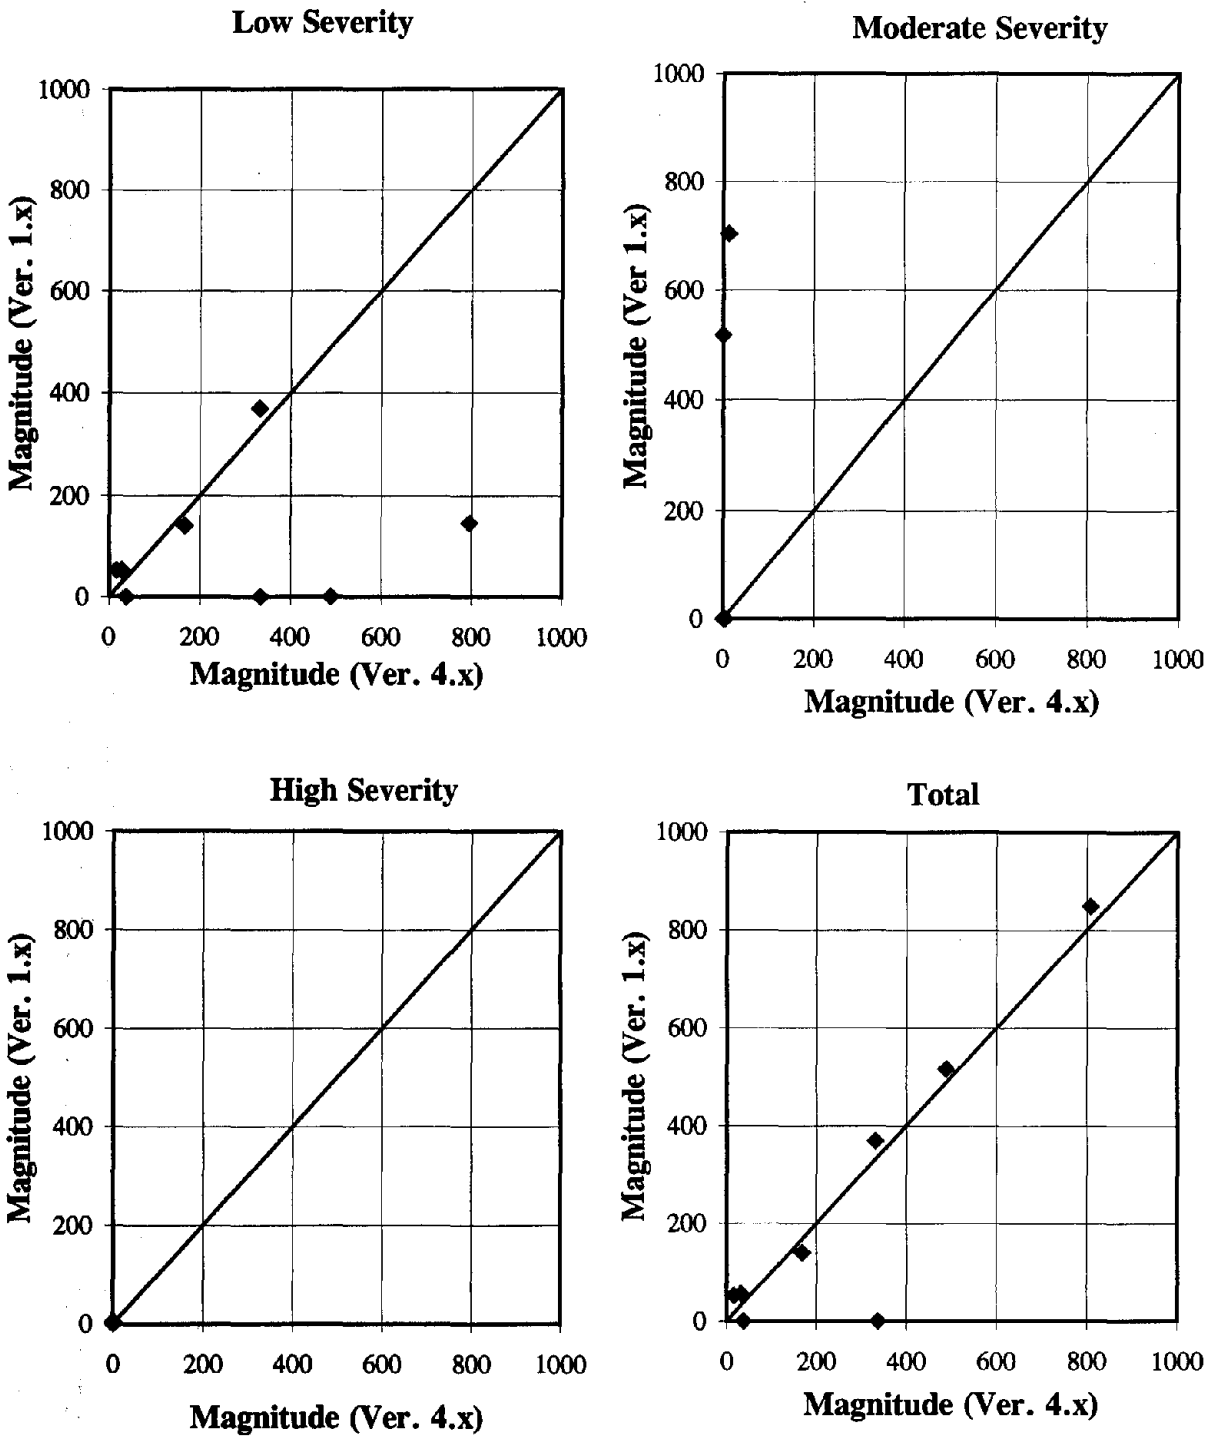 Low Severity
1000
800
600
400
200
0
0 200 400 600 800 1000
Magnitude (Ver. 1.x)
Magnitude (Ver. 4.x)
Moderate Severity
1000
800
600
400
200
0
0 200 400 600 800 1000
Magnitude (Ver 1.x)
Magnitude (Ver. 4.x)
High Severity
1000
800
600
400
200
0
0 200 400 600 800 1000
Magnitude (Ver. 1.x)
Magnitude (Ver. 4.x)
Total
1000
800
600
400
200
0
0 200 400 600 800 1000
Magnitude (Ver. 1.x)
Magnitude (Ver. 4.x)